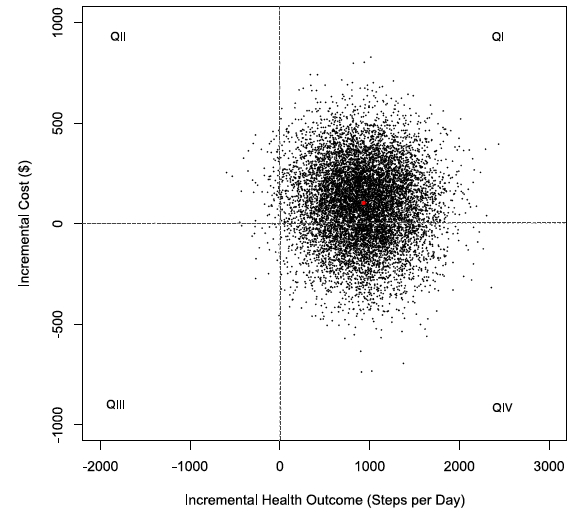 1000
QII
QI
500
0
Incremental Cost ($)
-500
QIII
QIV
-1000
-2000 -1000 0 1000 2000 3000
Incremental Health Outcome (Steps per Day)